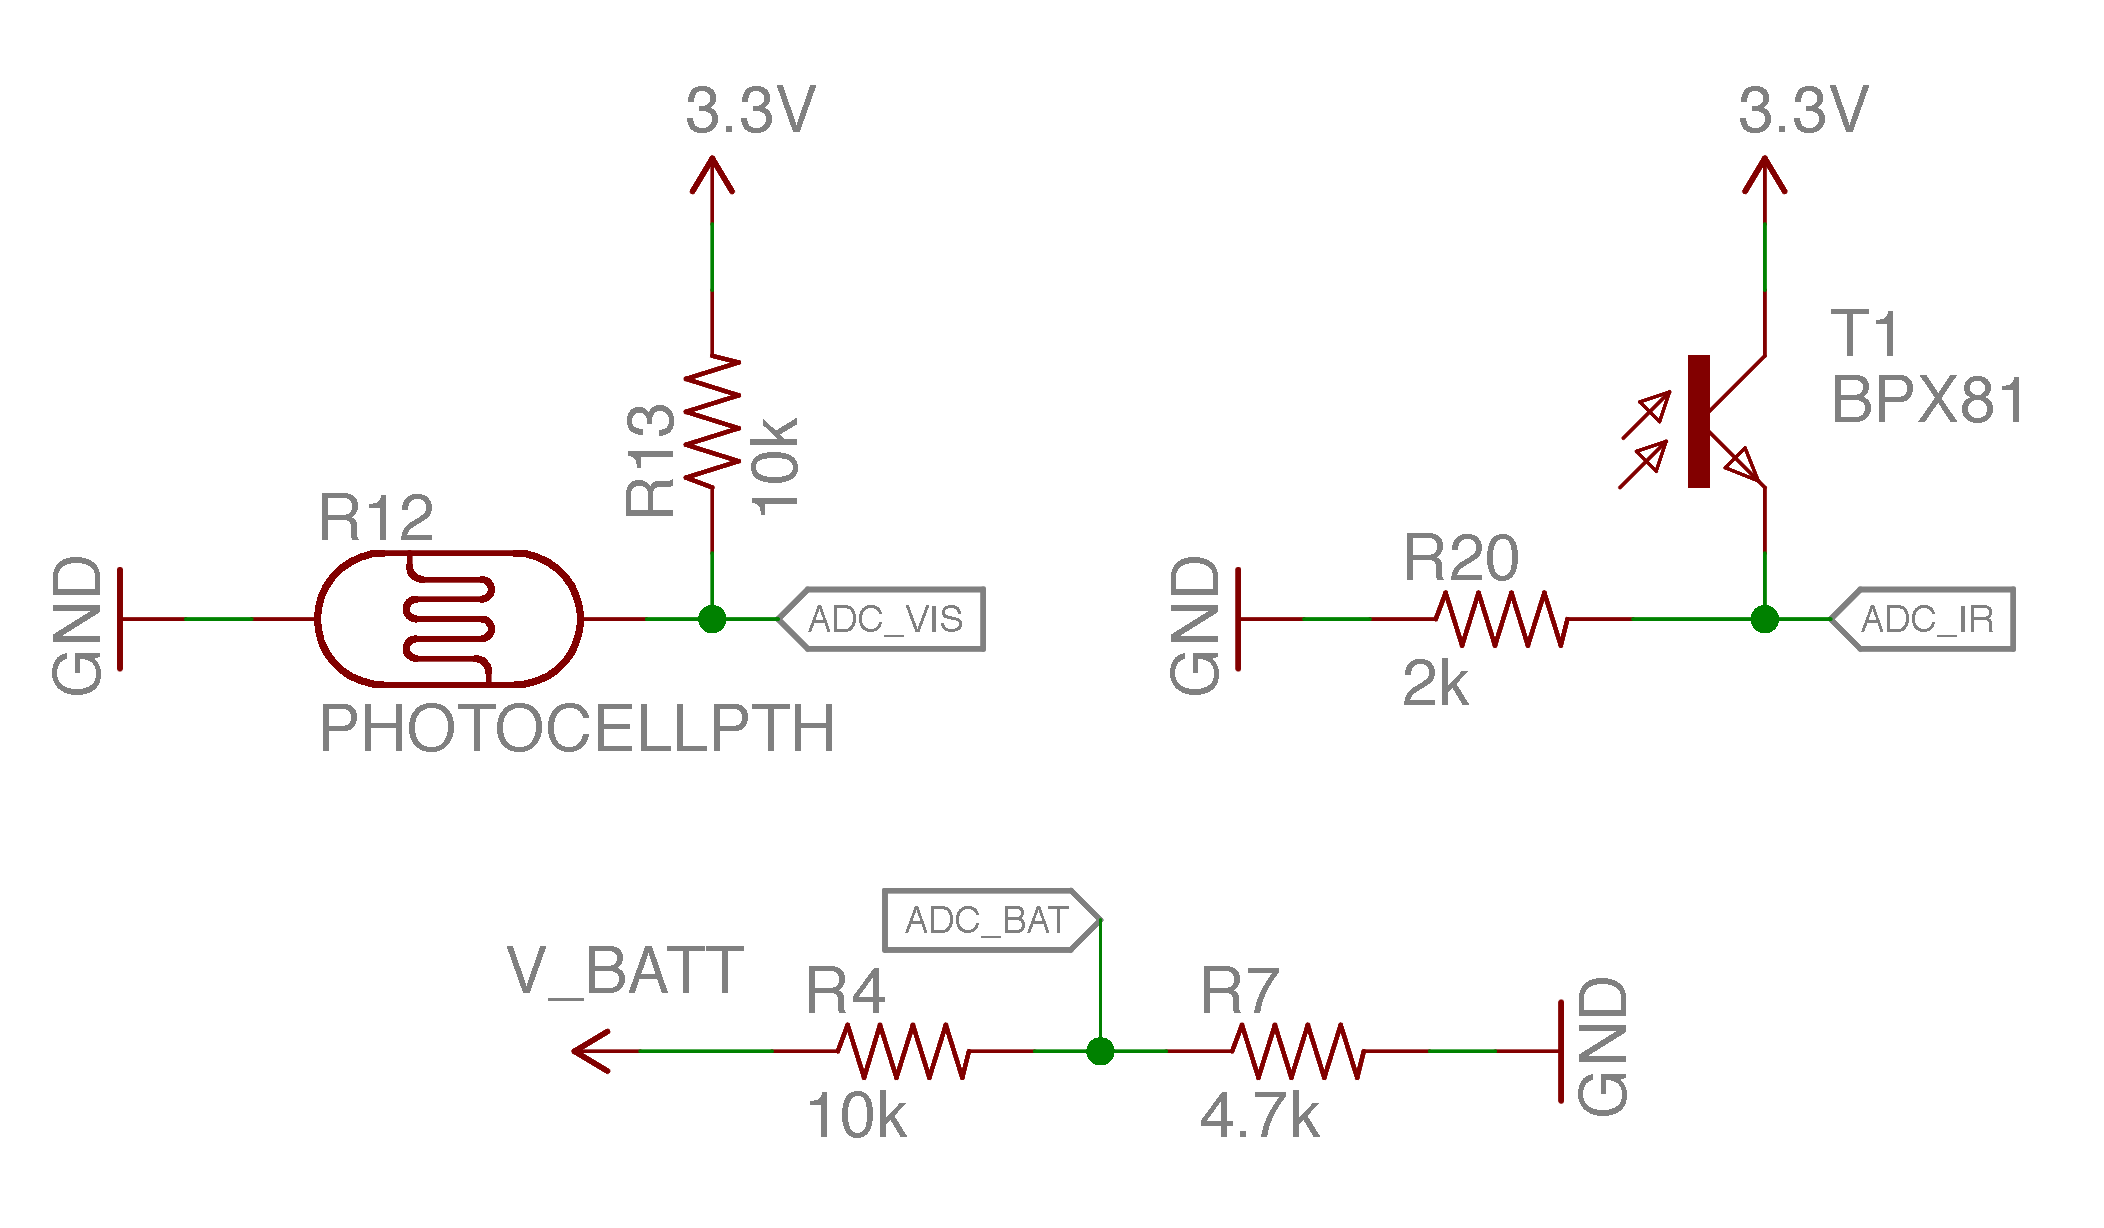 3.3V
3.3V
T1
BPX81
R13
10k
R12
GND
ADC_VIS
PHOTOCELLPTH
R20
GND
ADC_IR
2k
ADC_BAT
V_BATT
R4
R7
GND
10k
4.7k